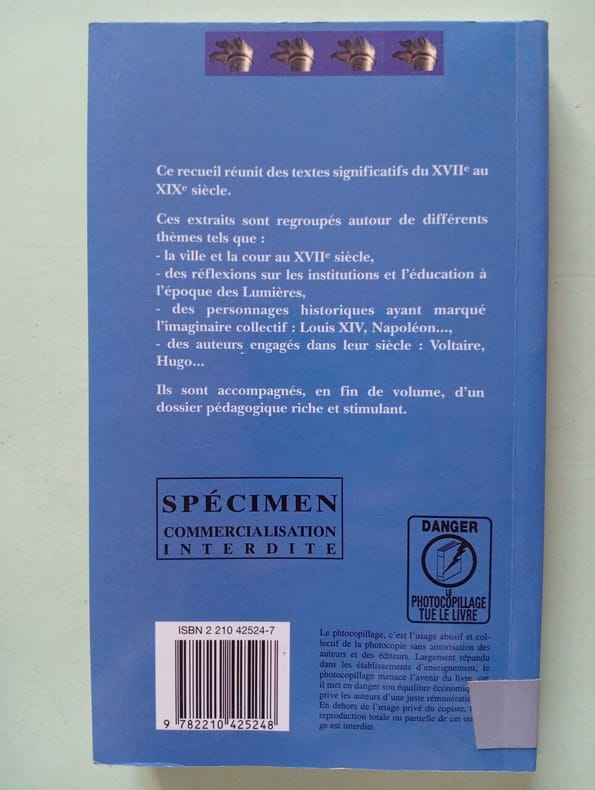 Ce recueil réunit des textes significatifs du XVIIe au
XIXe siècle.
Ces extraits sont regroupés autour de différents
thèmes tels que :
- la ville et la cour au XVIIe siècle,
- des réflexions sur les institutions et l'éducation à
l'époque des Lumières,
- des personnages historiques ayant marqué
l'imaginaire collectif : Louis XIV, Napoléon...,
- des auteurs engagés dans leur siècle : Voltaire,
Hugo...
Ils sont accompagnés, en fin de volume, d'un
dossier pédagogique riche et stimulant.
SPÉCIMEN
COMMERCIALISATION
INTERDITE
DANGER
LE
PHOTOCOPILLAGE
TUE LE LIVRE
ISBN 2 210 42524-7
9 782210 425248
Le phtocopillage, c'est l'usage abusif et col-
lectif de la photocopie sans autorisation des
auteurs et des éditeurs. Largement répandu
dans les établissements d'enseignement, le
photocopillage menace l'avenir du livre, car
il met en danger son équilibre économiq
prive les auteurs d'une juste rémunérati
En dehors de l'usage privé du copiste,
reproduction totale ou partielle de cet ou
ge est interdite.